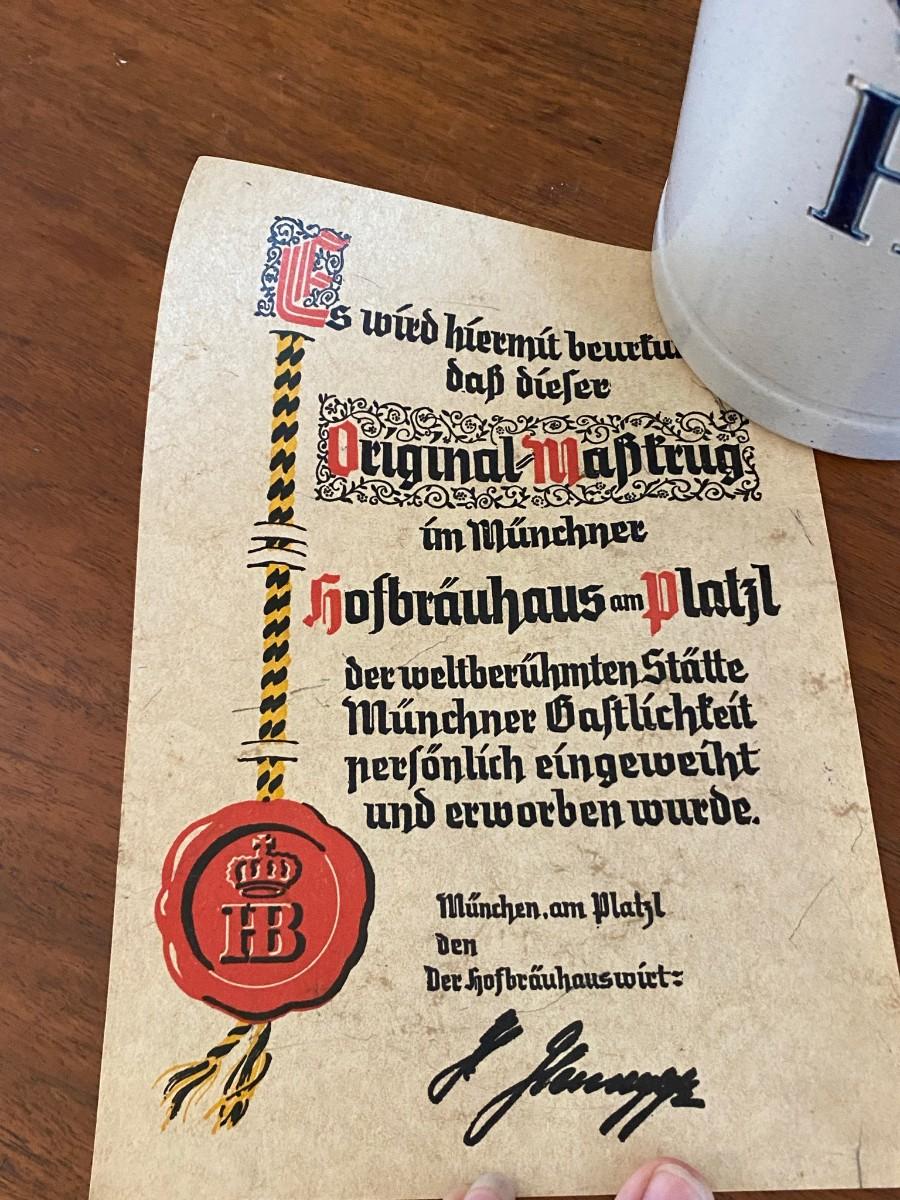 Es wird hiermit beurku
daß dieſer
Original-Maßkrug
im Münchner
Hofbräuhaus am Platzl
der weltberühmten Stätte
Münchner Gaſtlichkeit
perſönlich eingeweiht
und erworben wurde.
HB
München, am Platzl
den
Der Hofbräuhauswirt:
H